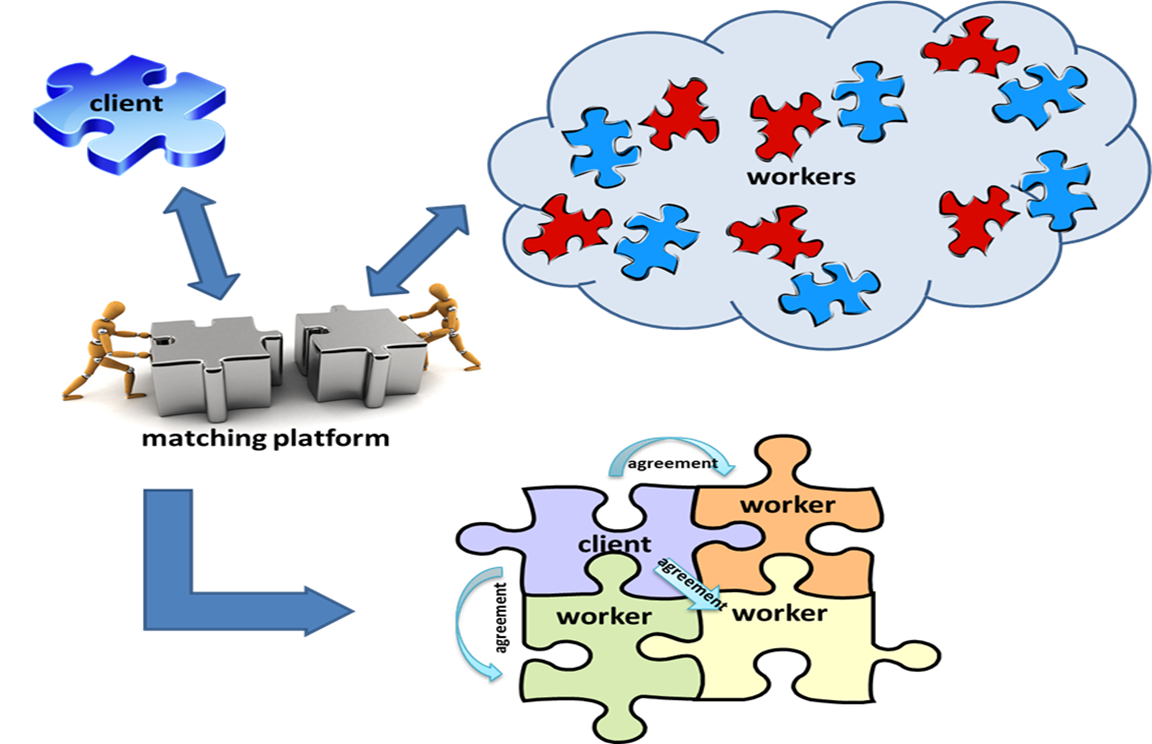 client
workers
matching platform
agreement
worker
client
agreement
agreement
worker
worker